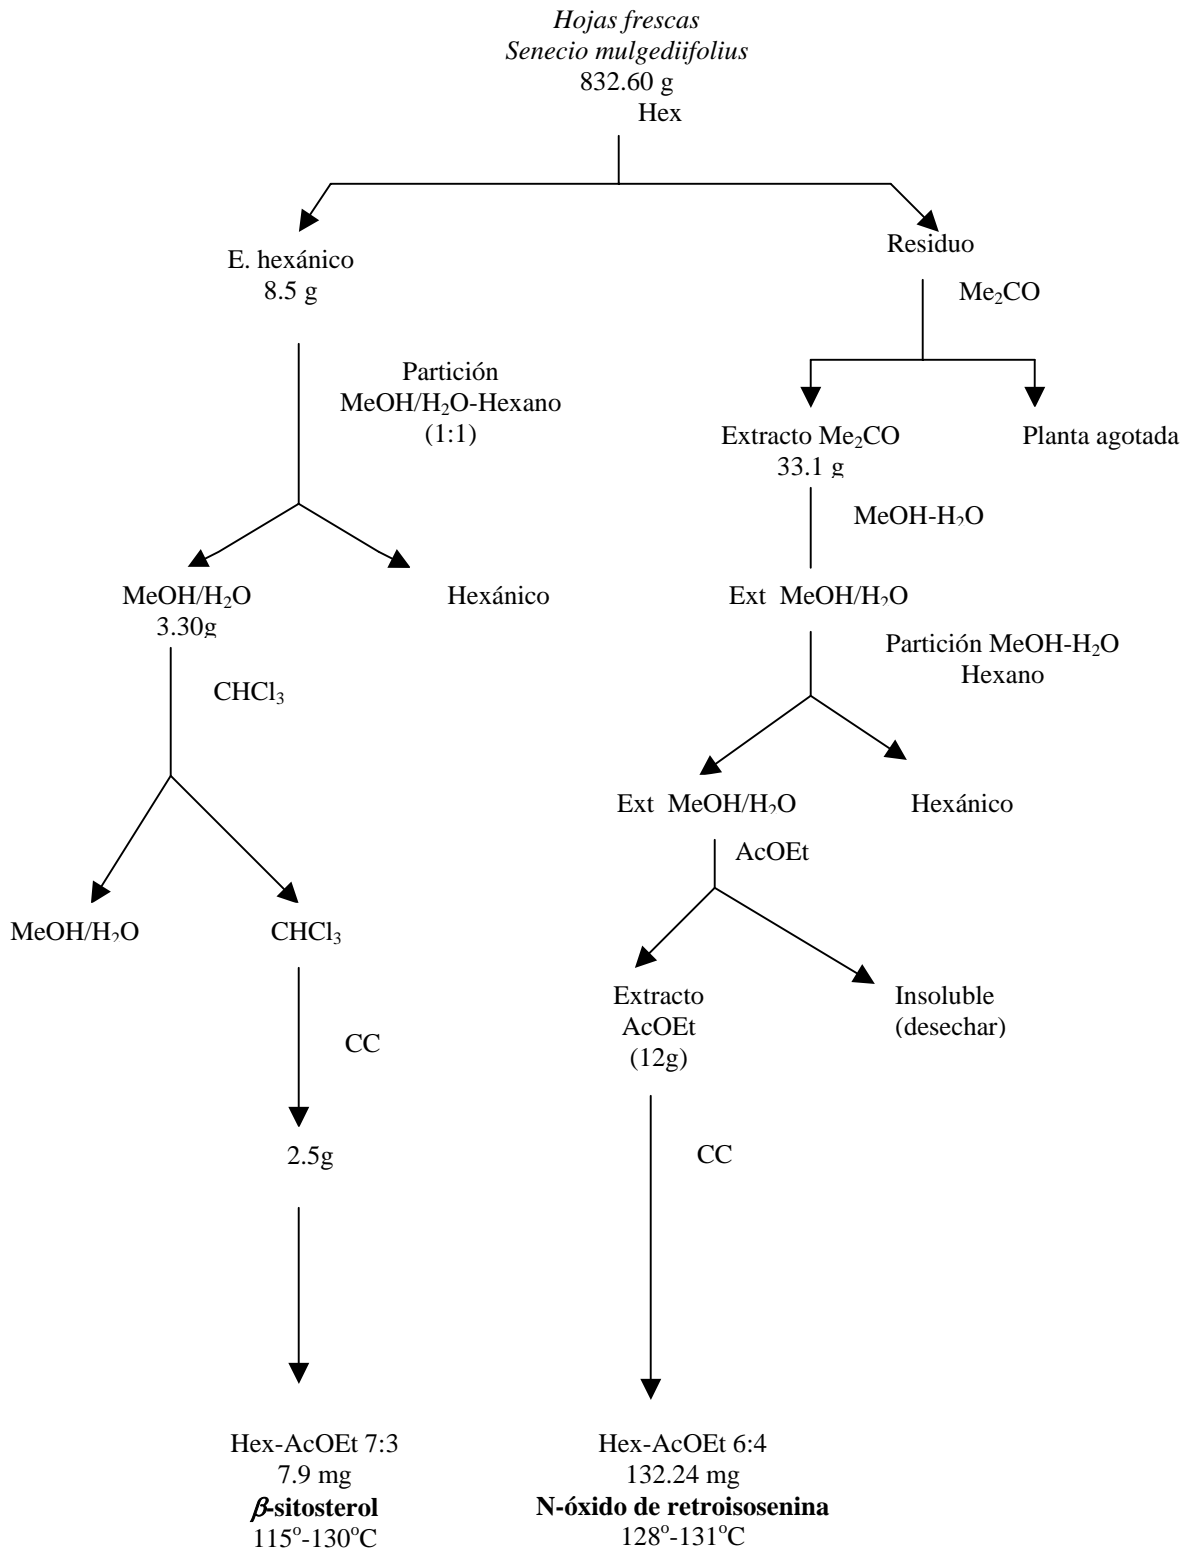 Hojas frescas
Senecio mulgediifolius
832.60 g
Hex
E. hexánico
8.5 g
Residuo
Me₂CO
Partición
MeOH/H₂O-Hexano
(1:1)
Extracto Me₂CO
33.1 g
Planta agotada
MeOH-H₂O
MeOH/H₂O
3.30g
Hexánico
Ext MeOH/H₂O
Partición MeOH-H₂O
Hexano
CHCl₃
Ext MeOH/H₂O
Hexánico
AcOEt
MeOH/H₂O
CHCl₃
Extracto
AcOEt
(12g)
Insoluble
(desechar)
CC
2.5g
CC
Hex-AcOEt 7:3
7.9 mg
β-sitosterol
115°-130°C
Hex-AcOEt 6:4
132.24 mg
N-óxido de retroisosenina
128°-131°C